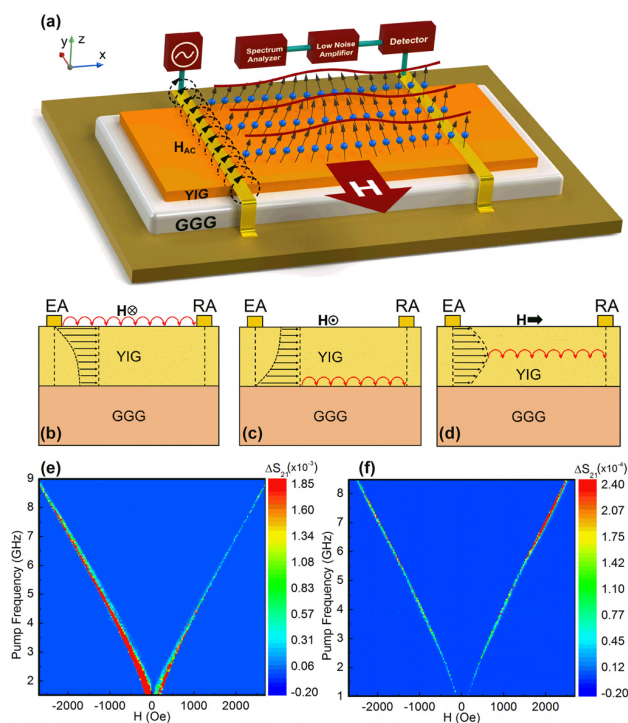 (a)
z
y
x
Spectrum
Analyzer
Low Noise
Amplifier
Detector
HAC
YIG
GGG
H
EA
H⊗
RA
YIG
GGG
(b)
EA
H⊙
RA
YIG
GGG
(c)
EA
H➡
RA
YIG
GGG
(d)
(e)
ΔS21(x10-3)
Pump Frequency (GHz)
9
8
7
6
5
4
3
2
-2000 -1000 0 1000 2000
H (Oe)
1.85
1.60
1.34
1.08
0.83
0.57
0.31
0.06
-0.20
(f)
ΔS21(x10-4)
Pump Frequency (GHz)
8
7
6
5
4
3
2
1
-2000 -1000 0 1000 2000
H (Oe)
2.40
2.07
1.75
1.42
1.10
0.78
0.45
0.12
-0.20